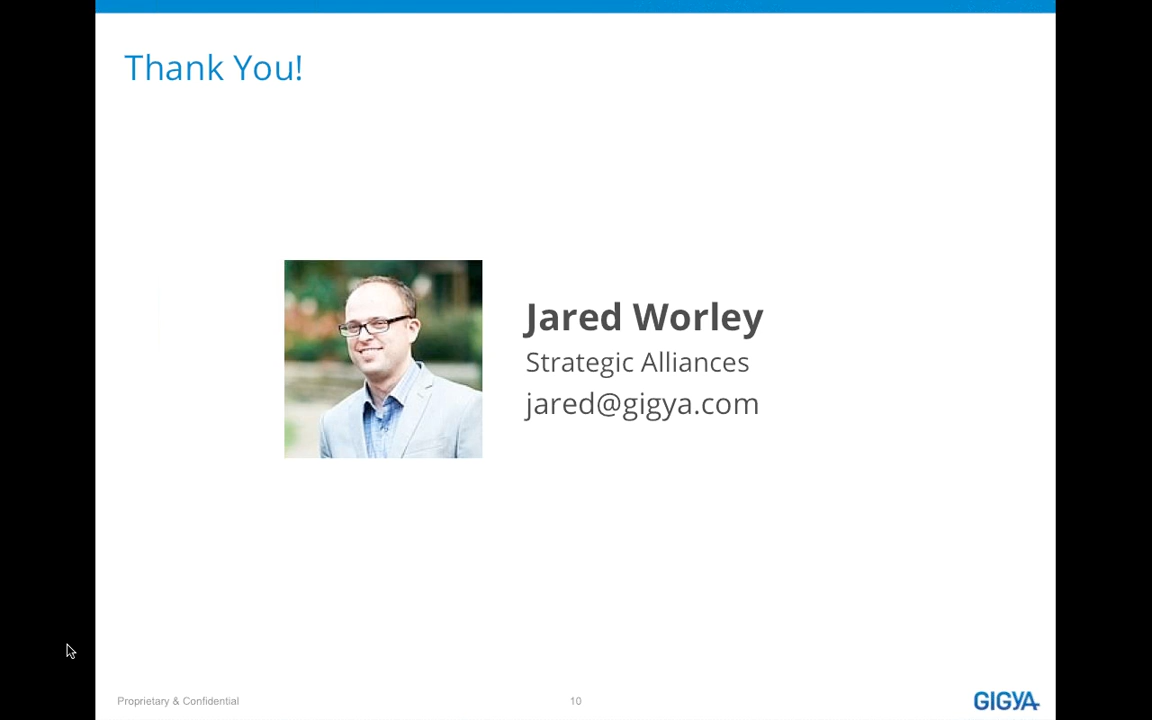 Thank You!
Jared Worley
Strategic Alliances
jared@gigya.com
Proprietary & Confidential
10
GIGYA